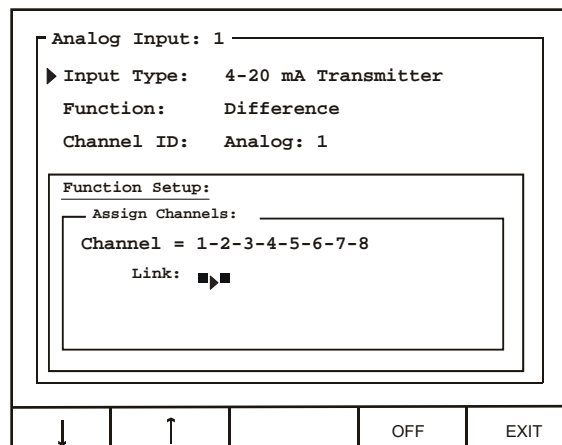 Analog Input: 1
Input Type: 4-20 mA Transmitter
Function: Difference
Channel ID: Analog: 1
Function Setup:
Assign Channels:
Channel = 1-2-3-4-5-6-7-8
Link:
↓ ↑ OFF EXIT